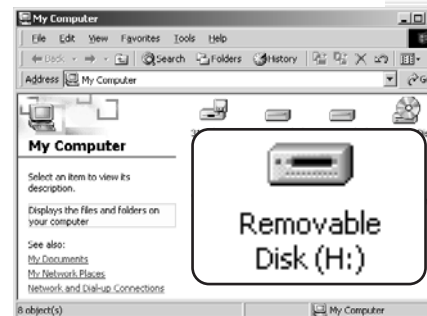 My Computer
File Edit View Favorites Tools Help
Back Search Folders History
Address My Computer
My Computer
Select an item to view its
description.
Displays the files and folders on
your computer
See also:
My Documents
My Network Places
Network and Dial-up Connections
Removable
Disk (H:)
8 object(s) My Computer